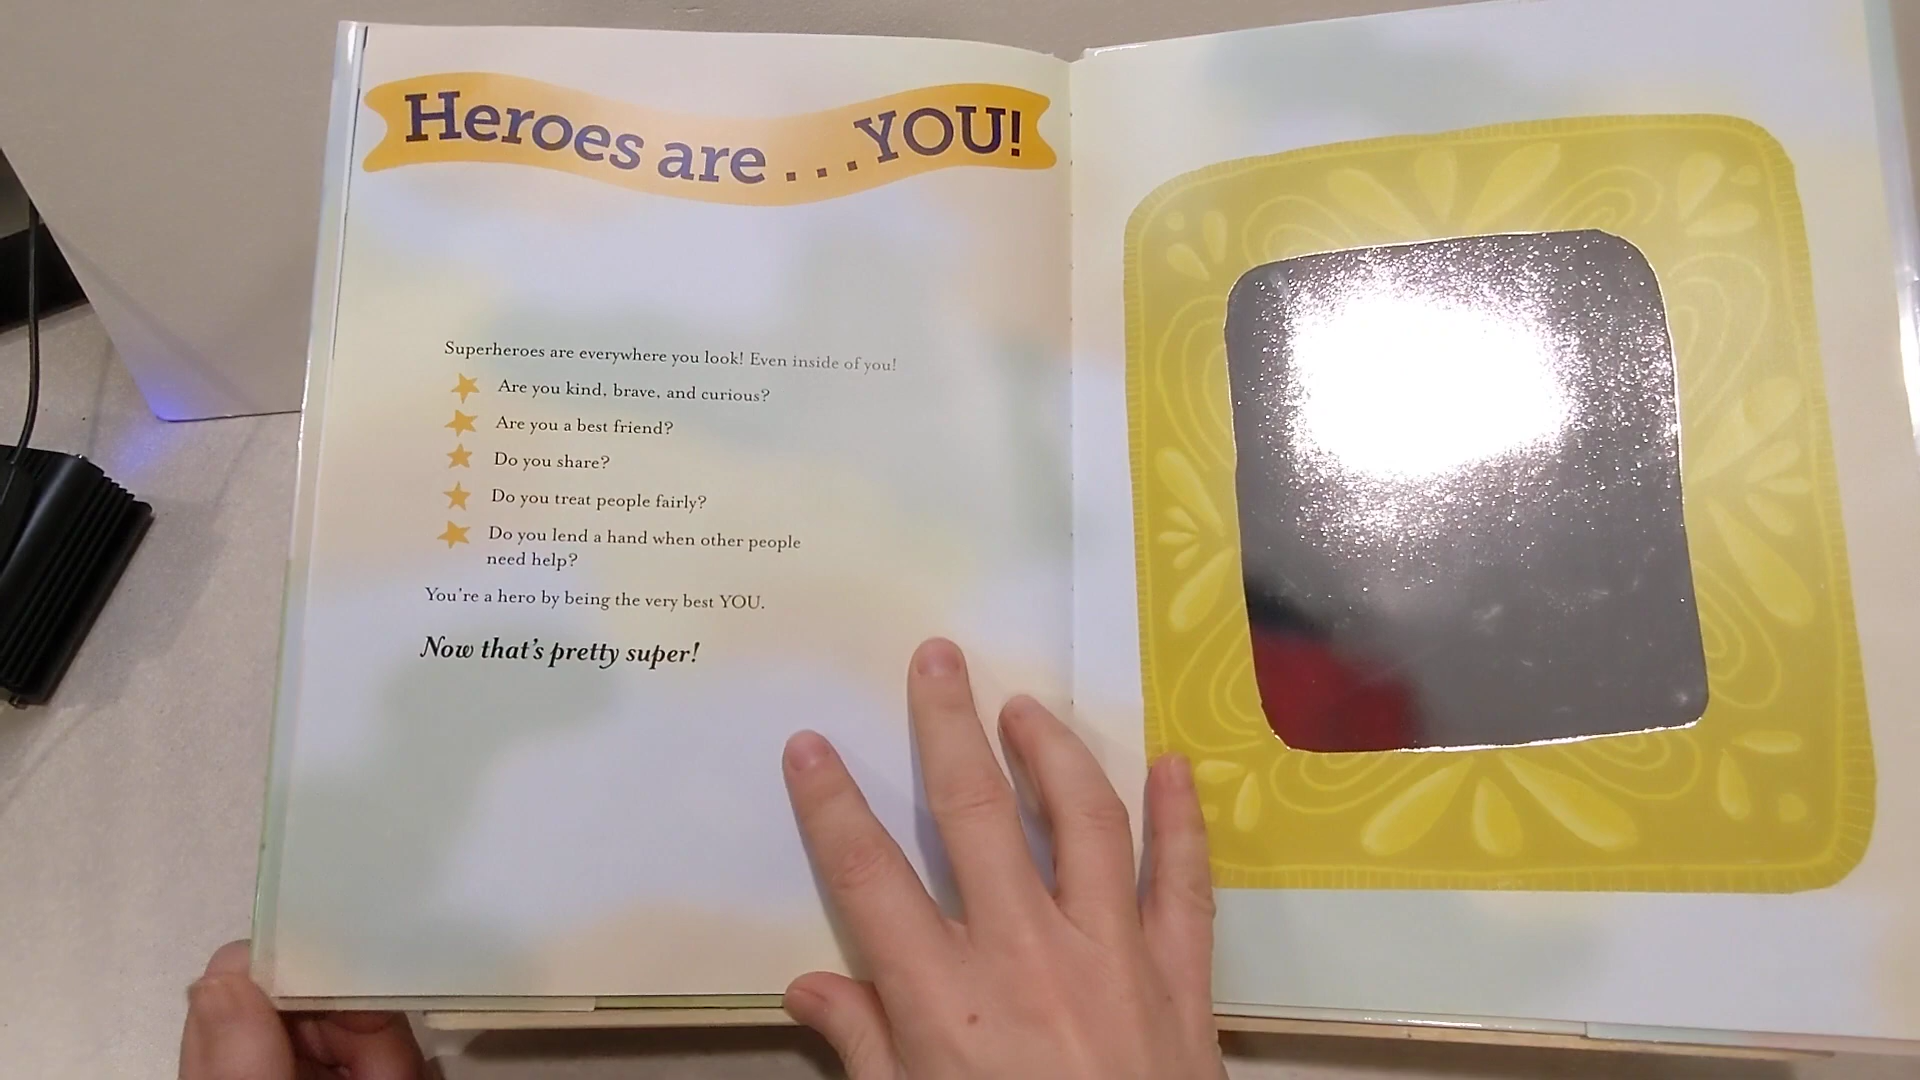 Heroes are . . . YOU!
Superheroes are everywhere you look! Even inside of you!
Are you kind, brave, and curious?
Are you a best friend?
Do you share?
Do you treat people fairly?
Do you lend a hand when other people
need help?
You're a hero by being the very best YOU.
Now that's pretty super!